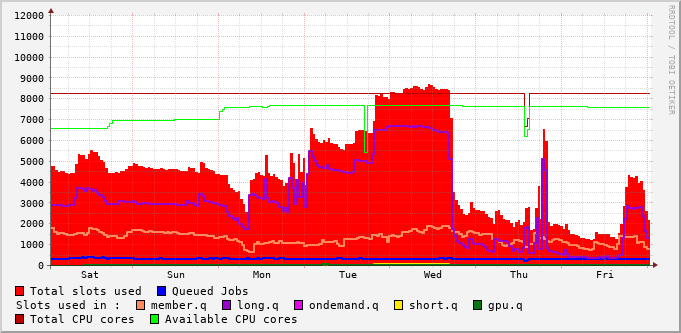 RRDTOOL / TOBI OETIKER
12000
11000
10000
9000
8000
7000
6000
5000
4000
3000
2000
1000
0
Sat Sun Mon Tue Wed Thu Fri
Total slots used Queued Jobs
Slots used in : member.q long.q ondemand.q short.q gpu.q
Total CPU cores Available CPU cores